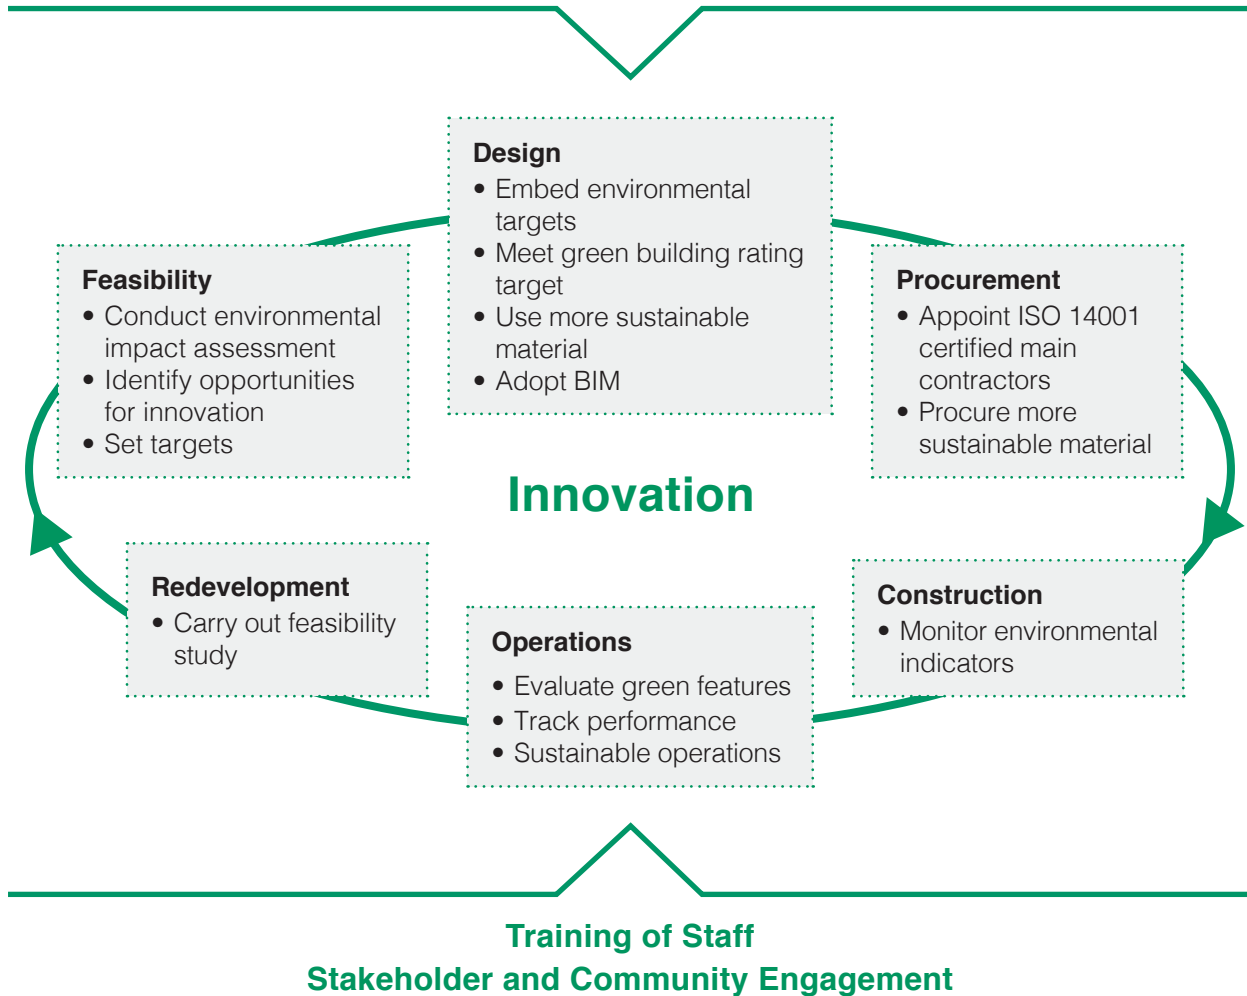 Design
• Embed environmental
targets
• Meet green building rating
target
• Use more sustainable
material
• Adopt BIM
Feasibility
• Conduct environmental
impact assessment
• Identify opportunities
for innovation
• Set targets
Procurement
• Appoint ISO 14001
certified main
contractors
• Procure more
sustainable material
Innovation
Redevelopment
• Carry out feasibility
study
Operations
• Evaluate green features
• Track performance
• Sustainable operations
Construction
• Monitor environmental
indicators
Training of Staff
Stakeholder and Community Engagement